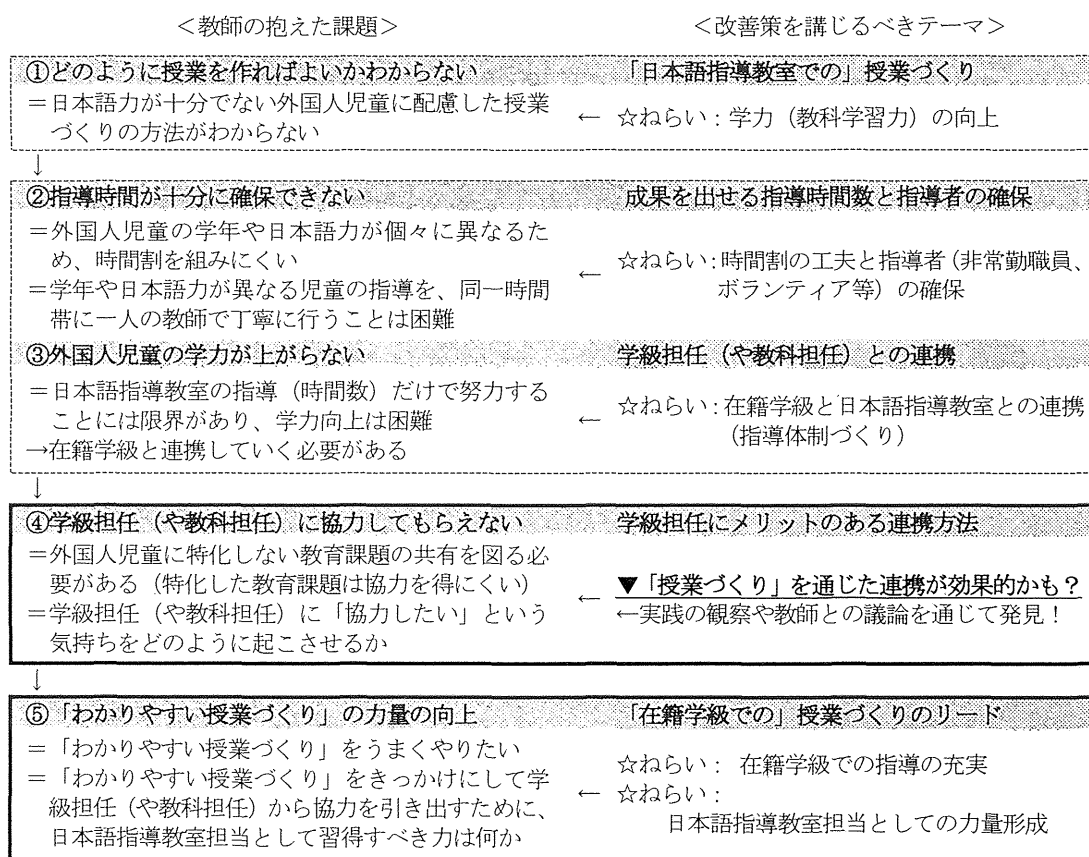 ＜教師の抱えた課題＞ ＜改善策を講じるべきテーマ＞
①どのように授業を作ればよいかわからない 「日本語指導教室での」授業づくり
＝日本語力が十分でない外国人児童に配慮した授業
づくりの方法がわからない
← ☆ねらい：学力（教科学習力）の向上
↓
②指導時間が十分に確保できない 成果を出せる指導時間数と指導者の確保
＝外国人児童の学年や日本語力が個々に異なるた
め、時間割を組みにくい
＝学年や日本語力が異なる児童の指導を、同一時間
帯に一人の教師で丁寧に行うことは困難
← ☆ねらい：時間割の工夫と指導者（非常勤職員、
ボランティア等）の確保
③外国人児童の学力が上がらない 学級担任（や教科担任）との連携
＝日本語指導教室の指導（時間数）だけで努力する
ことには限界があり、学力向上は困難
→在籍学級と連携していく必要がある
← ☆ねらい：在籍学級と日本語指導教室との連携
（指導体制づくり）
↓
④学級担任（や教科担任）に協力してもらえない 学級担任にメリットのある連携方法
＝外国人児童に特化しない教育課題の共有を図る必
要がある（特化した教育課題は協力を得にくい）
＝学級担任（や教科担任）に「協力したい」という
気持ちをどのように起こさせるか
← ▼「授業づくり」を通じた連携が効果的かも？
←実践の観察や教師との議論を通じて発見！
↓
⑤「わかりやすい授業づくり」の力量の向上 「在籍学級での」授業づくりのリード
＝「わかりやすい授業づくり」をうまくやりたい
＝「わかりやすい授業づくり」をきっかけにして学
級担任（や教科担任）から協力を引き出すために、
日本語指導教室担当として習得すべき力は何か
☆ねらい： 在籍学級での指導の充実
← ☆ねらい：
日本語指導教室担当としての力量形成